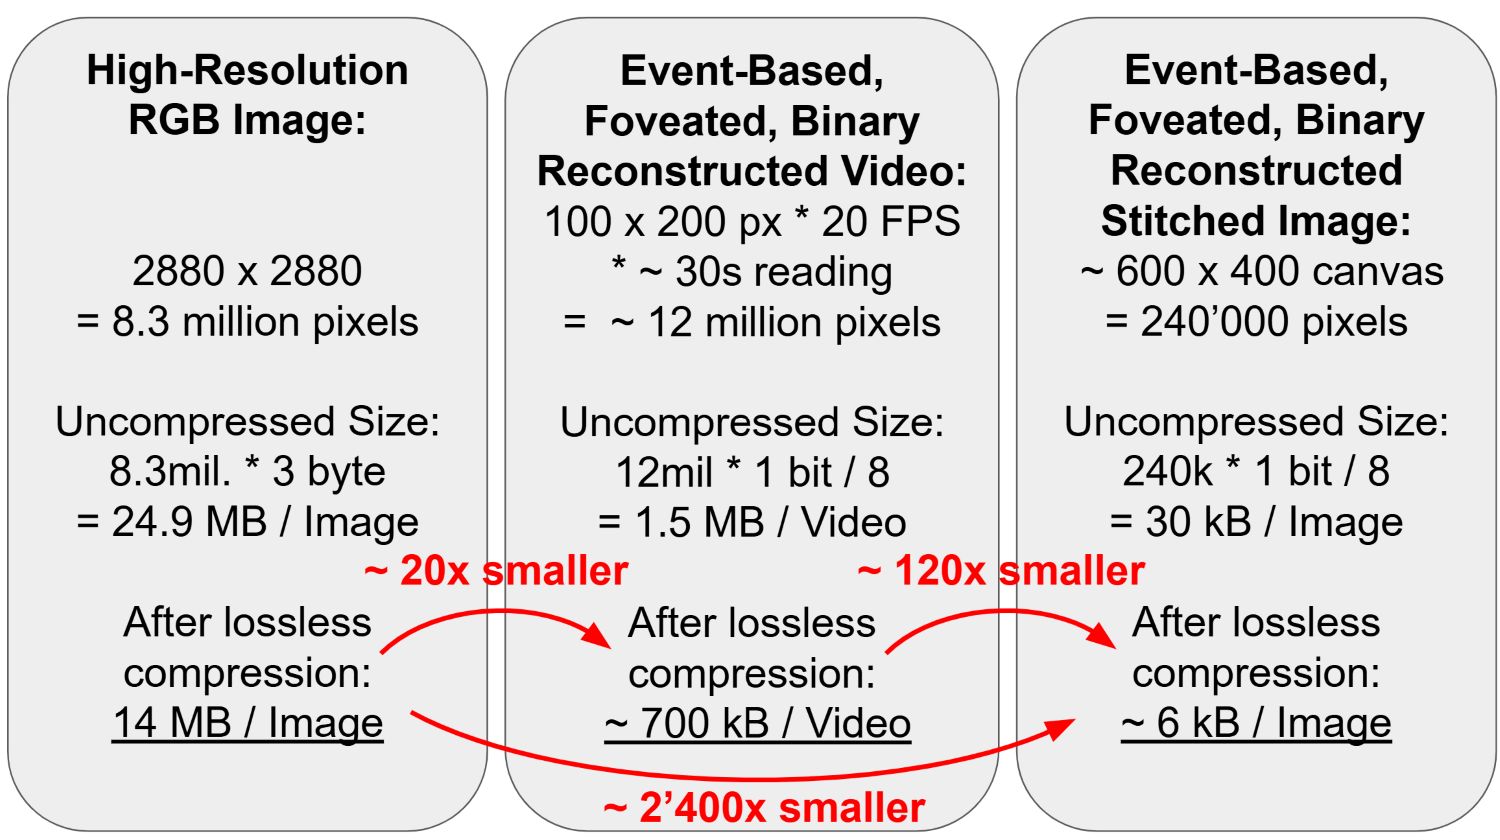 High-Resolution
RGB Image:
2880 x 2880
= 8.3 million pixels
Uncompressed Size:
8.3mil. * 3 byte
= 24.9 MB / Image
After lossless
compression:
14 MB / Image
Event-Based,
Foveated, Binary
Reconstructed Video:
100 x 200 px * 20 FPS
* ~ 30s reading
= ~ 12 million pixels
Uncompressed Size:
12mil * 1 bit / 8
= 1.5 MB / Video
After lossless
compression:
~ 700 kB / Video
Event-Based,
Foveated, Binary
Reconstructed
Stitched Image:
~ 600 x 400 canvas
= 240’000 pixels
Uncompressed Size:
240k * 1 bit / 8
= 30 kB / Image
After lossless
compression:
~ 6 kB / Image
~ 20x smaller
~ 120x smaller
~ 2’400x smaller